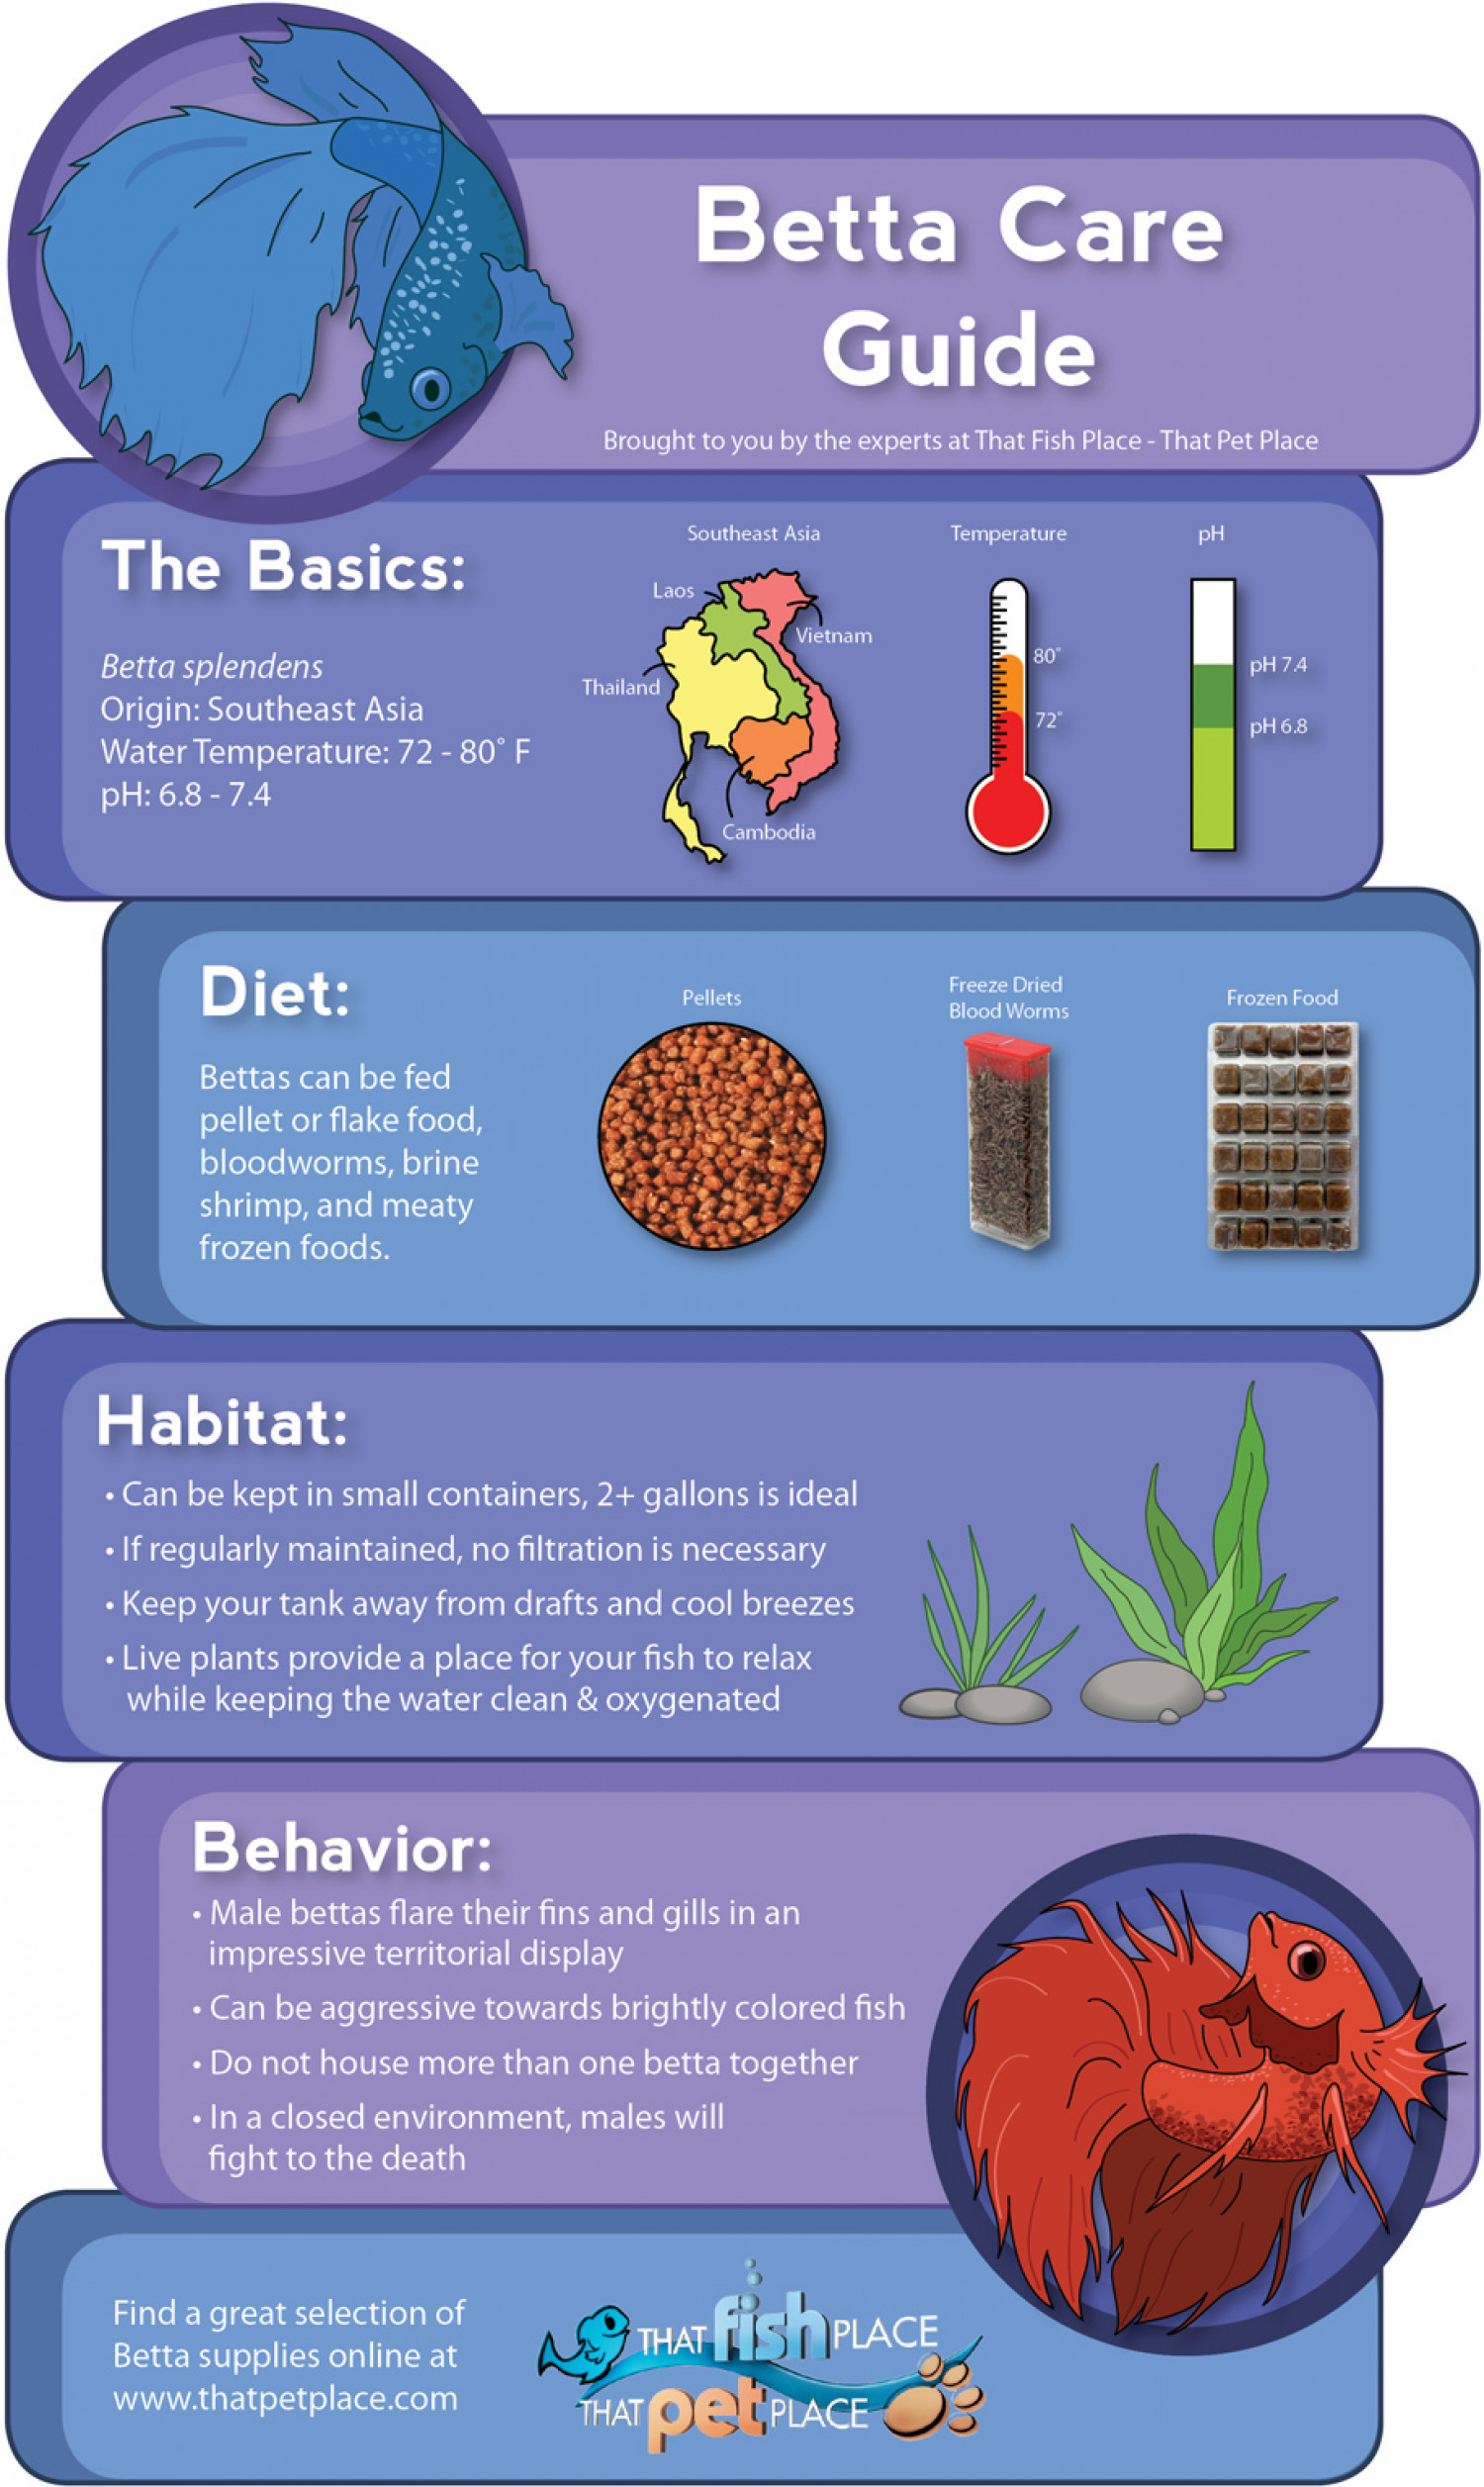 Betta Care
Guide
Brought to you by the experts at That Fish Place - That Pet Place
The Basics:
Betta splendens
Origin: Southeast Asia
Water Temperature: 72 - 80° F
pH: 6.8 - 7.4
Southeast Asia
Laos
Vietnam
Thailand
Cambodia
Temperature
80°
72°
pH
pH 7.4
pH 6.8
Diet:
Bettas can be fed
pellet or flake food,
bloodworms, brine
shrimp, and meaty
frozen foods.
Pellets
Freeze Dried
Blood Worms
Frozen Food
Habitat:
• Can be kept in small containers, 2+ gallons is ideal
• If regularly maintained, no filtration is necessary
• Keep your tank away from drafts and cool breezes
• Live plants provide a place for your fish to relax
while keeping the water clean & oxygenated
Behavior:
• Male bettas flare their fins and gills in an
impressive territorial display
• Can be aggressive towards brightly colored fish
• Do not house more than one betta together
• In a closed environment, males will
fight to the death
Find a great selection of
Betta supplies online at
www.thatpetplace.com
THAT fish PLACE
THAT pet PLACE